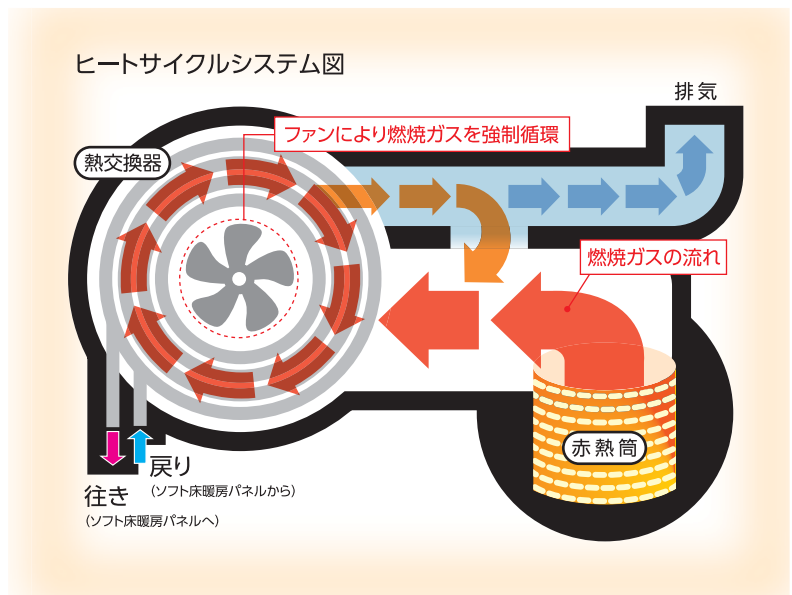 ヒートサイクルシステム図
排気
ファンにより燃焼ガスを強制循環
熱交換器
燃焼ガスの流れ
赤熱筒
戻り
(ソフト床暖房パネルから)
往き
(ソフト床暖房パネルへ)